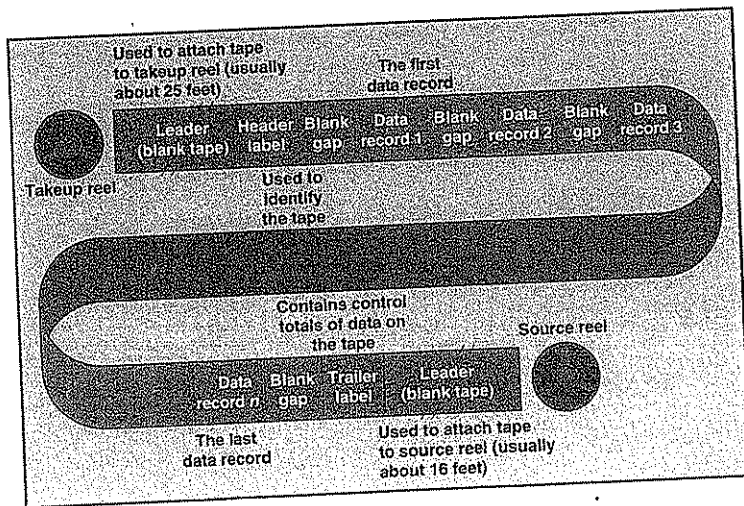 Used to attach tape
to takeup reel (usually
about 25 feet)
The first
data record
Leader
(blank tape)
Header
label
Blank
gap
Data
record 1
Blank
gap
Data
record 2
Blank
gap
Data
record 3
Takeup reel
Used to
identify
the tape
Contains control
totals of data on
the tape
Source reel
Data
record n
Blank
gap
Trailer
label
Leader
(blank tape)
The last
data record
Used to attach tape
to source reel (usually
about 16 feet)